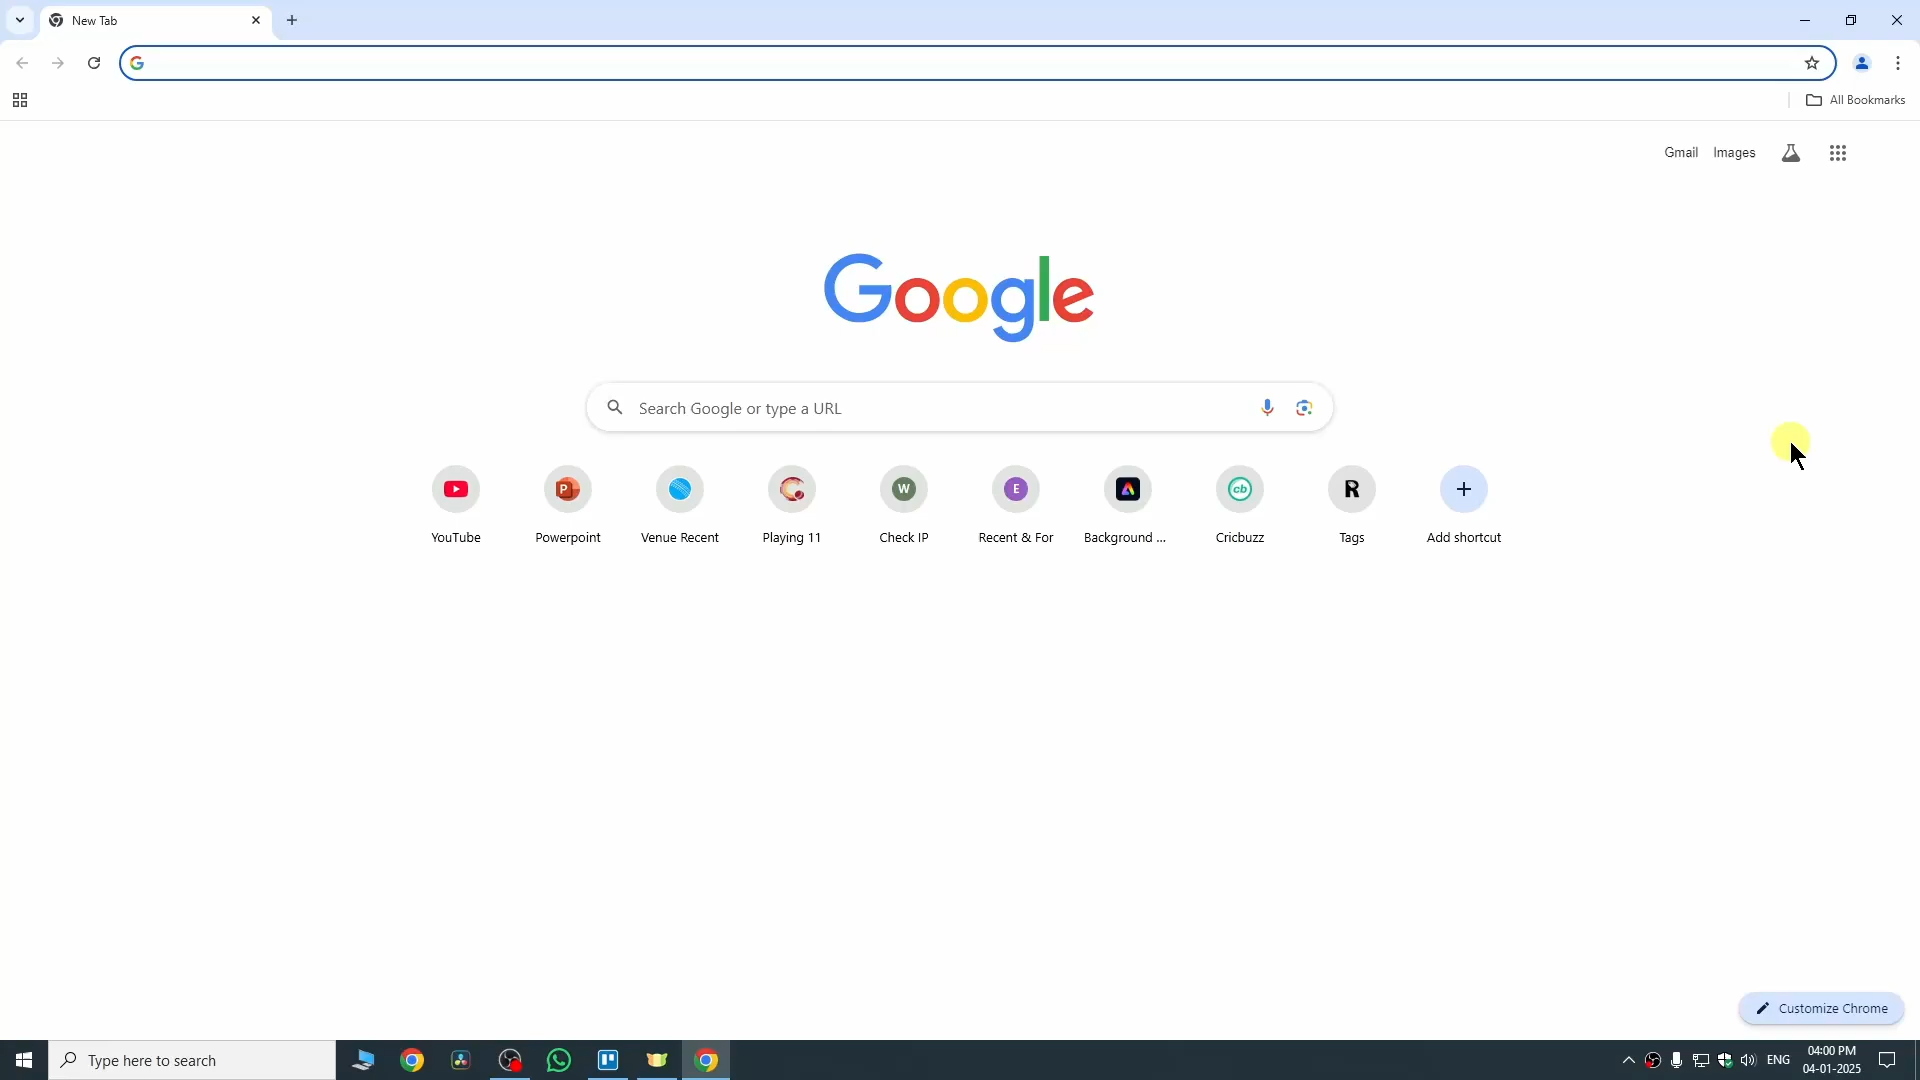 New Tab
All Bookmarks
Gmail Images
Google
Search Google or type a URL
P W E cb R
YouTube Powerpoint Venue Recent Playing 11 Check IP Recent & For Background ... Cricbuzz Tags Add shortcut
Customize Chrome
Type here to search
ENG
04:00 PM
04-01-2025